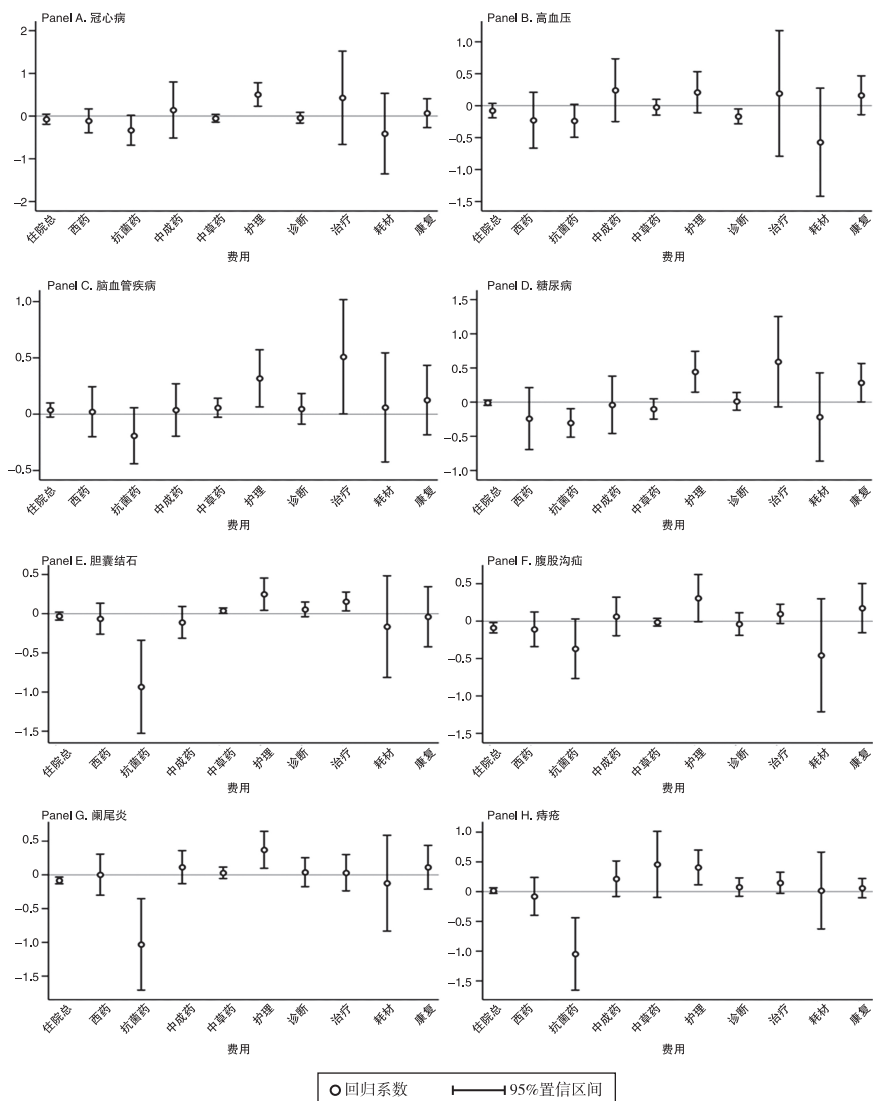 Panel A. 冠心病
2
1
0
−1
−2
住院总
西药
抗菌药
中成药
中草药
护理
诊断
治疗
耗材
康复
费用
Panel B. 高血压
1.0
0.5
0
−0.5
−1.0
−1.5
住院总
西药
抗菌药
中成药
中草药
护理
诊断
治疗
耗材
康复
费用
Panel C. 脑血管疾病
1.0
0.5
0
−0.5
住院总
西药
抗菌药
中成药
中草药
护理
诊断
治疗
耗材
康复
费用
Panel D. 糖尿病
1.5
1.0
0.5
0
−0.5
−1.0
住院总
西药
抗菌药
中成药
中草药
护理
诊断
治疗
耗材
康复
费用
Panel E. 胆囊结石
0.5
0
−0.5
−1.0
−1.5
住院总
西药
抗菌药
中成药
中草药
护理
诊断
治疗
耗材
康复
费用
Panel F. 腹股沟疝
0.5
0
−0.5
−1.0
−1.5
住院总
西药
抗菌药
中成药
中草药
护理
诊断
治疗
耗材
康复
费用
Panel G. 阑尾炎
0.5
0
−0.5
−1.0
−1.5
住院总
西药
抗菌药
中成药
中草药
护理
诊断
治疗
耗材
康复
费用
Panel H. 痔疮
1.0
0.5
0
−0.5
−1.0
−1.5
住院总
西药
抗菌药
中成药
中草药
护理
诊断
治疗
耗材
康复
费用
回归系数 95%置信区间